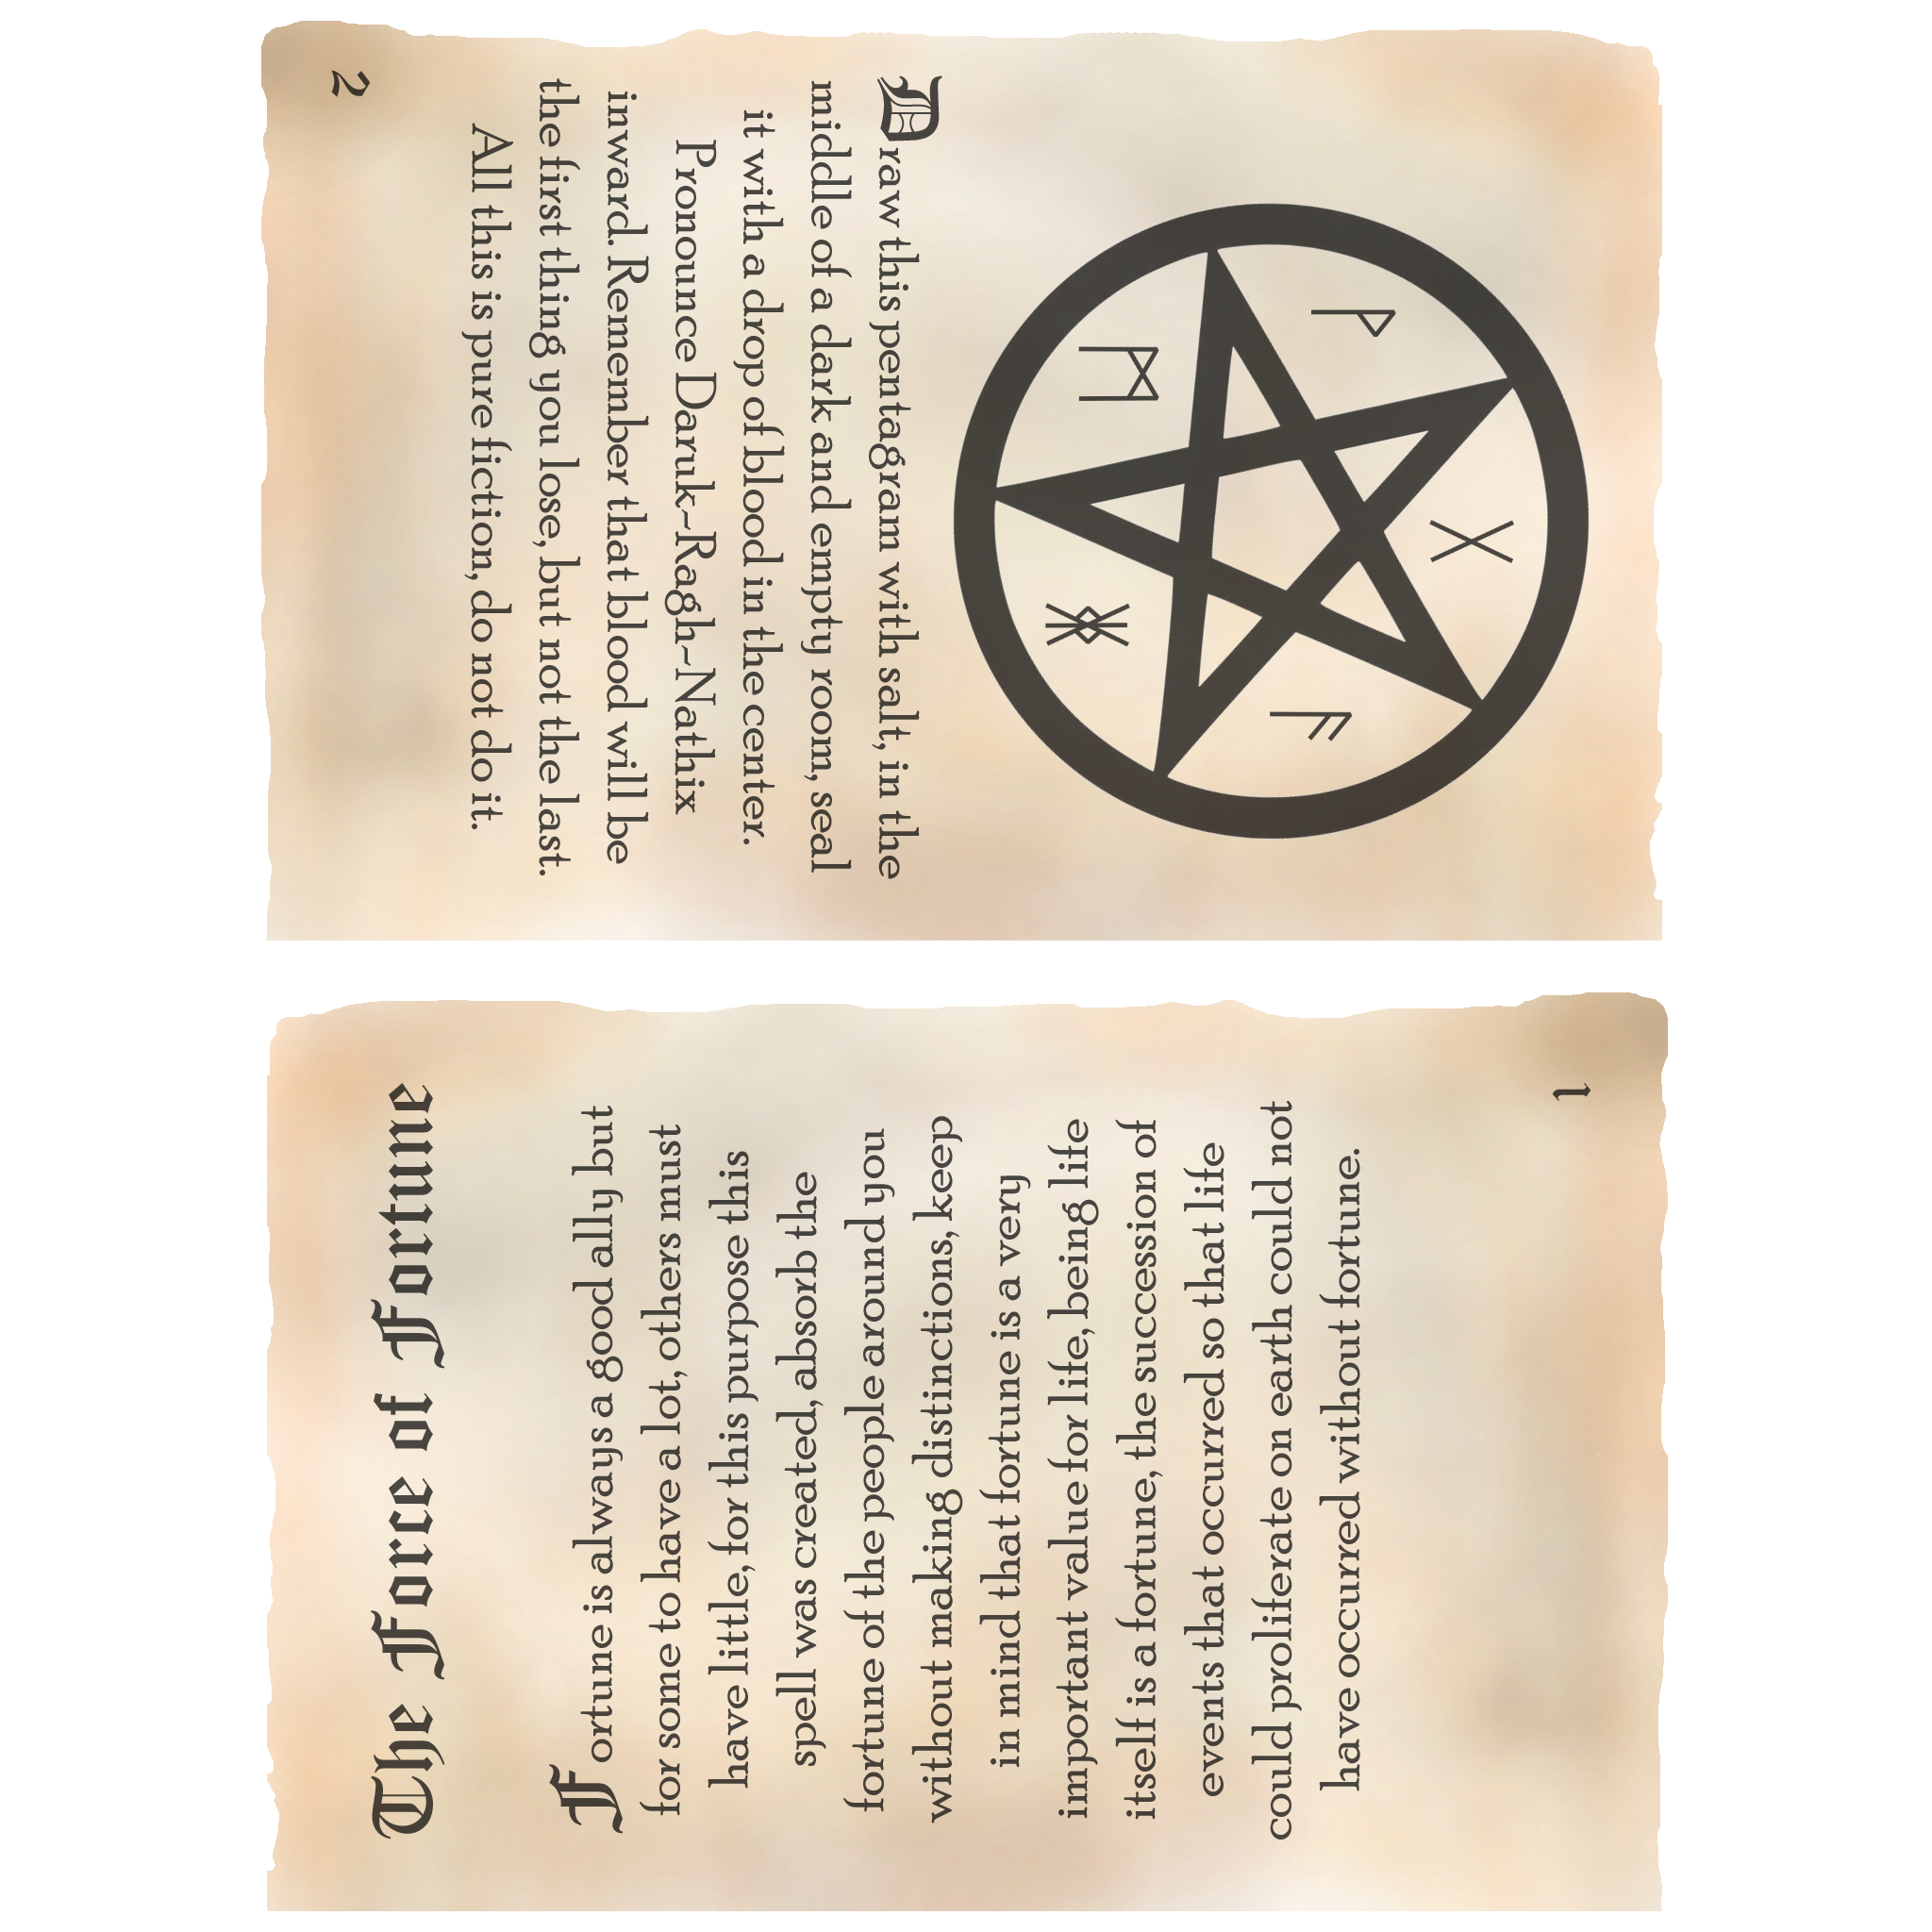 The Force of Fortune
Fortune is always a good ally but
for some to have a lot, others must
have little, for this purpose this
spell was created, absorb the
fortune of the people around you
without making distinctions, keep
in mind that fortune is a very
important value for life, being life
itself is a fortune, the succession of
events that occurred so that life
could proliferate on earth could not
have occurred without fortune.
1
ᚹ
ᛗ
ᚷ
ᛡ
ᚨ
Draw this pentagram with salt, in the
middle of a dark and empty room, seal
it with a drop of blood in the center.
Pronounce Daruk~Ragh~Nathix
inward. Remember that blood will be
the first thing you lose, but not the last.
All this is pure fiction, do not do it.
2